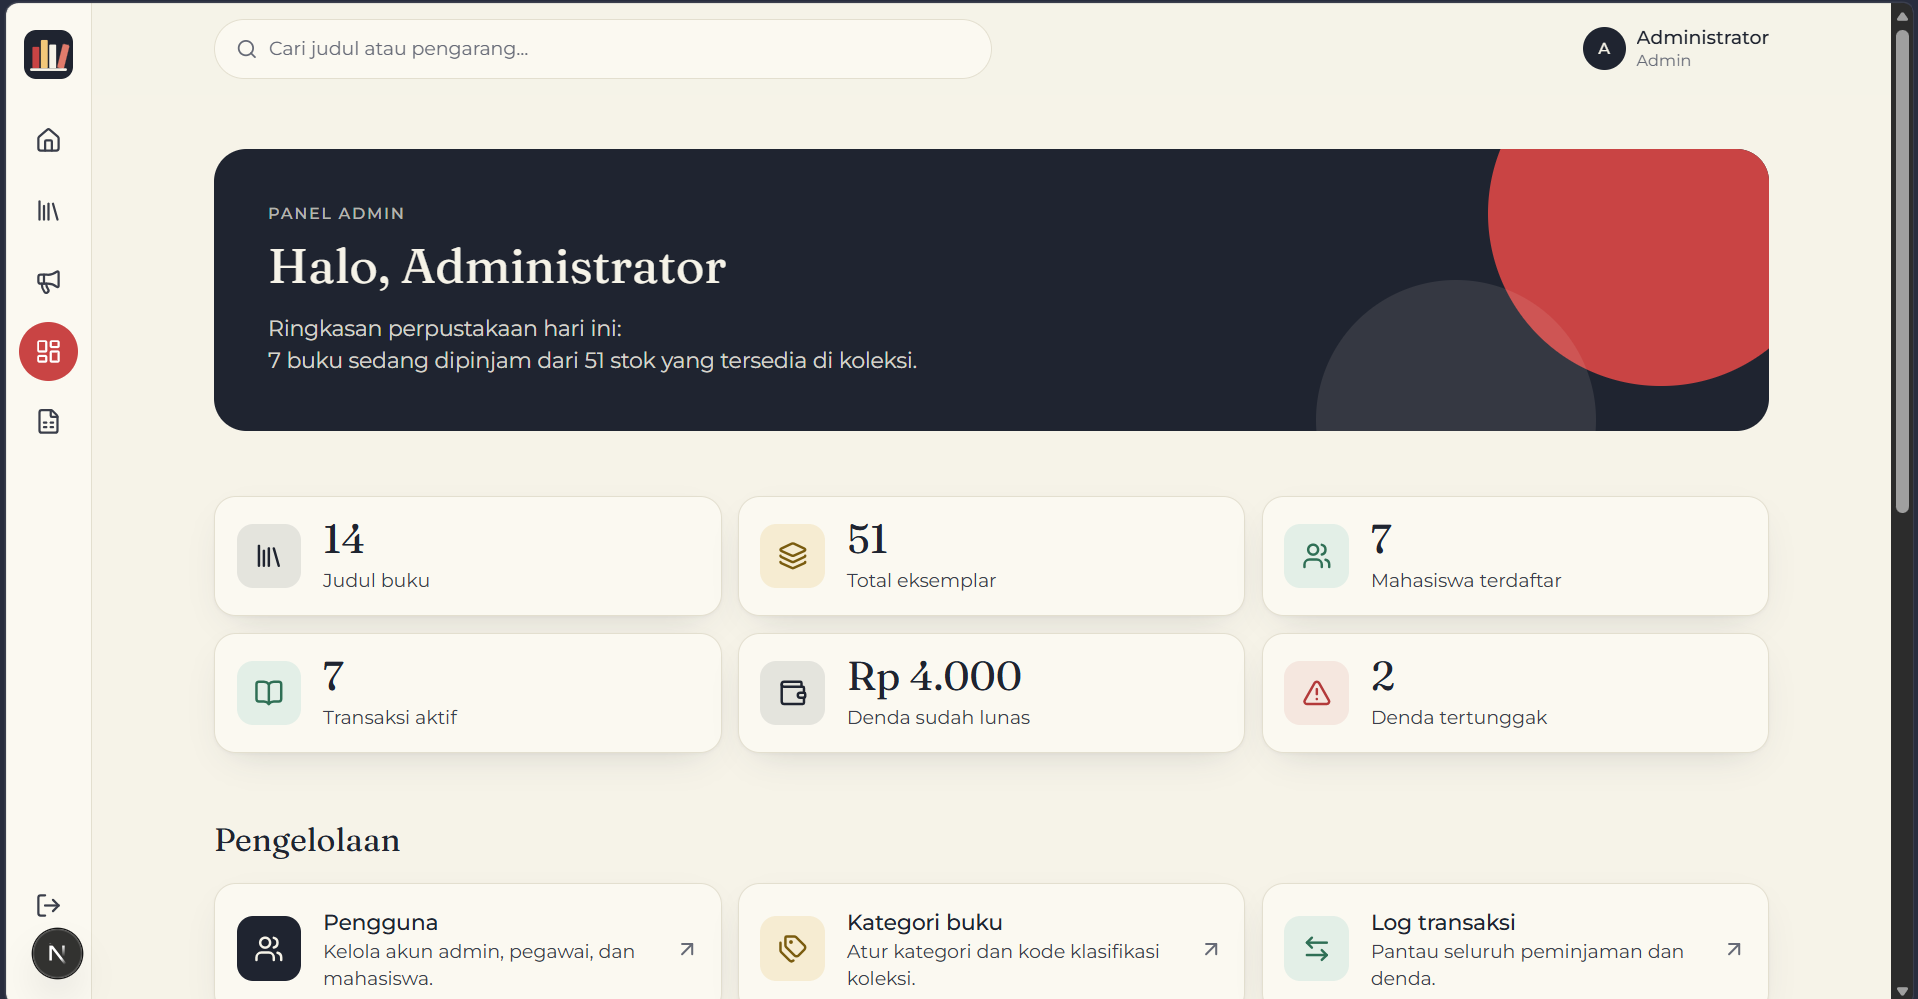 Cari judul atau pengarang...
A
Administrator
Admin
PANEL ADMIN
Halo, Administrator
Ringkasan perpustakaan hari ini:
7 buku sedang dipinjam dari 51 stok yang tersedia di koleksi.
14
Judul buku
51
Total eksemplar
7
Mahasiswa terdaftar
7
Transaksi aktif
Rp 4.000
Denda sudah lunas
2
Denda tertunggak
Pengelolaan
Pengguna
Kelola akun admin, pegawai, dan
mahasiswa.
Kategori buku
Atur kategori dan kode klasifikasi
koleksi.
Log transaksi
Pantau seluruh peminjaman dan
denda.
N